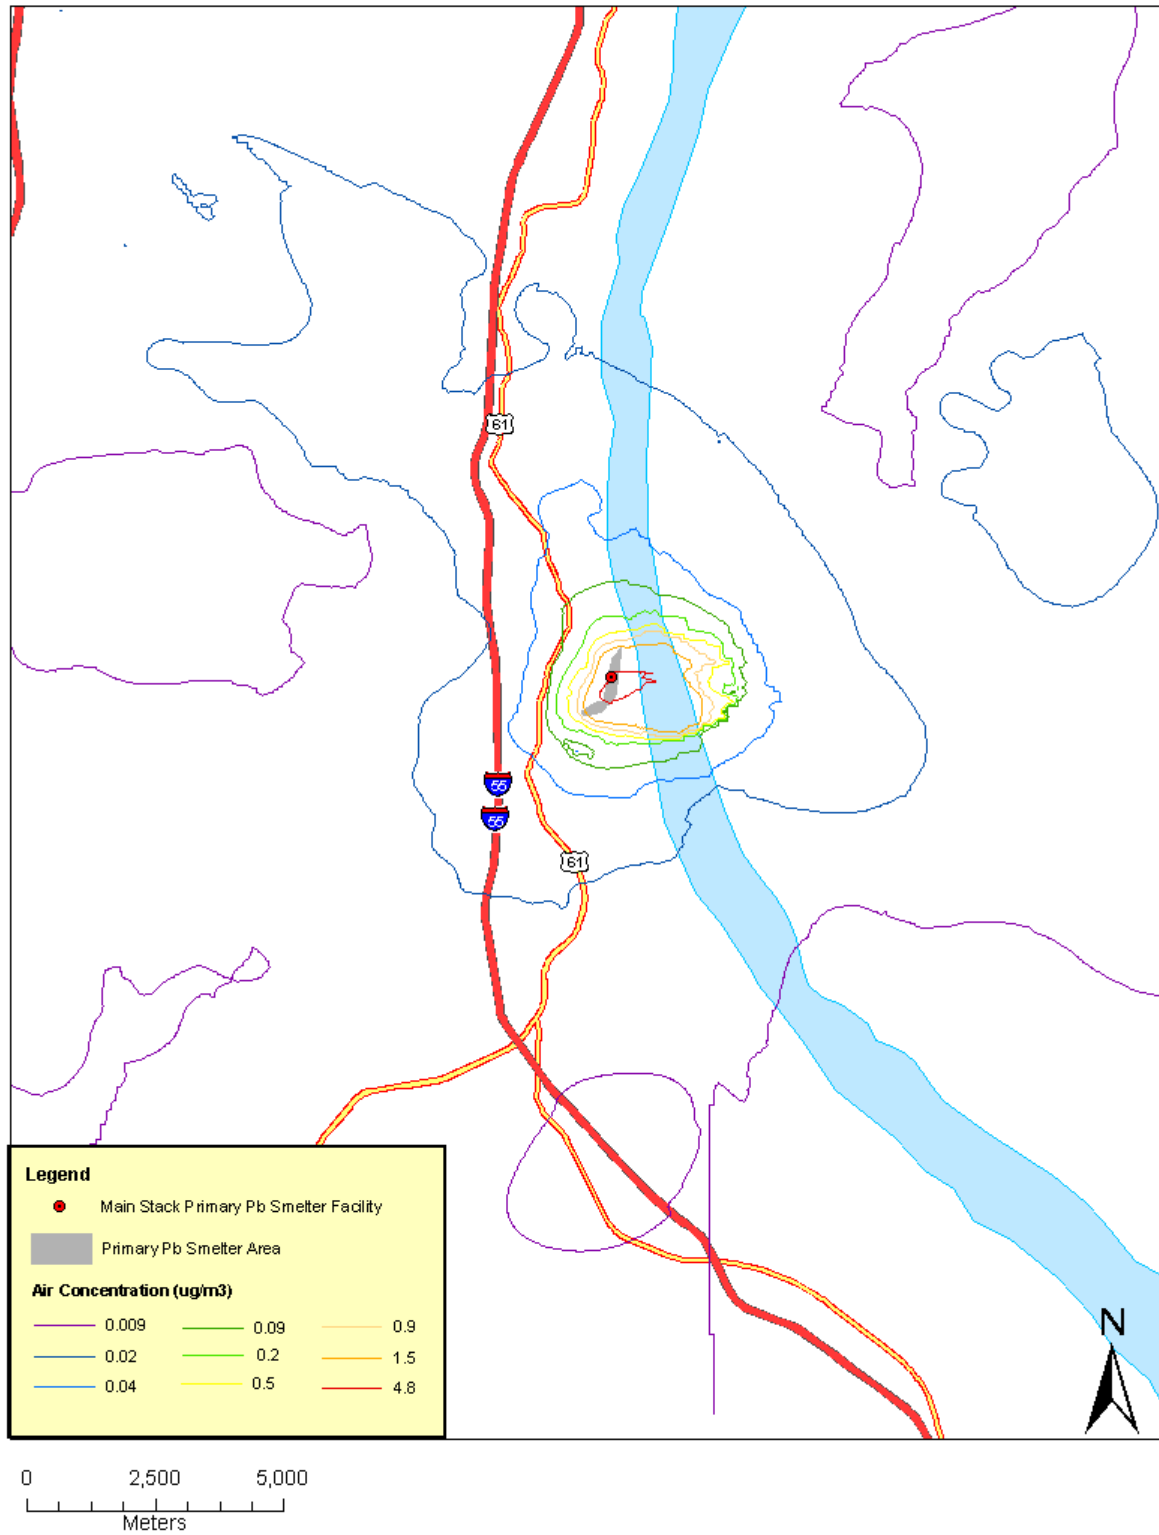 61
55
55
61
Legend
Main Stack Primary Pb Smelter Facility
Primary Pb Smelter Area
Air Concentration (ug/m3)
0.009 0.09 0.9
0.02 0.2 1.5
0.04 0.5 4.8
N
0 2,500 5,000
Meters